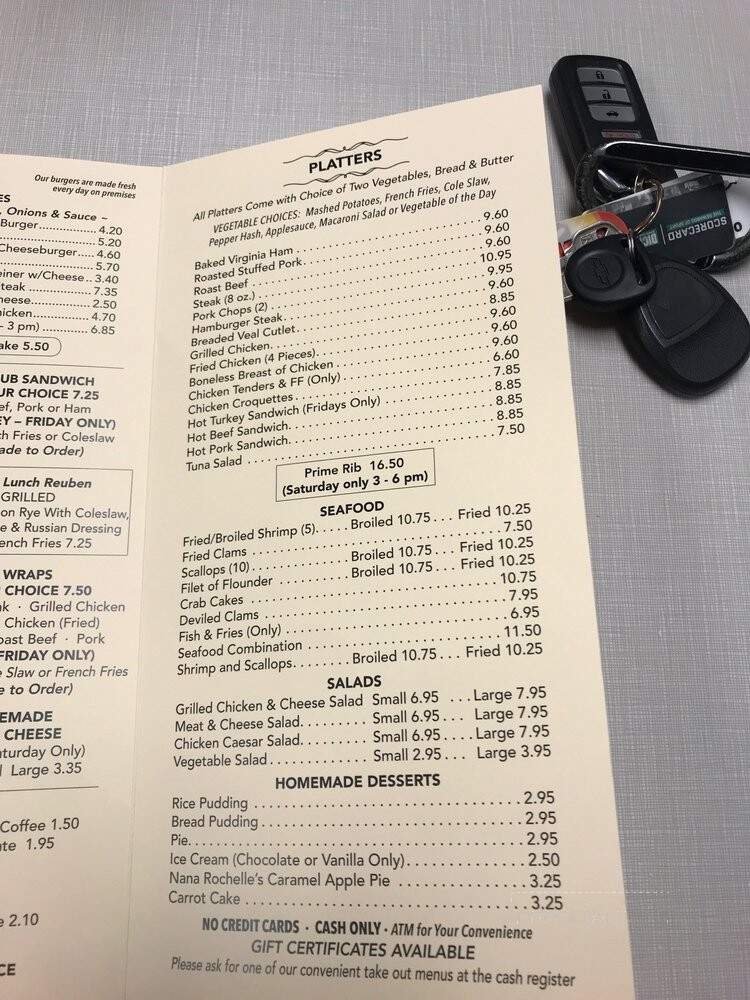 Our burgers are made fresh
every day on premises
, Onions & Sauce ~
Burger 4.20
5.20
Cheeseburger 4.60
5.70
w/Cheese 3.40
7.35
2.50
4.70
3 pm) 6.85
5.50
SANDWICH
CHOICE 7.25
Pork or Ham
– FRIDAY ONLY)
Fries or Coleslaw
to Order)
Lunch Reuben
GRILLED
on Rye With Coleslaw,
& Russian Dressing
Fries 7.25
WRAPS
CHOICE 7.50
· Grilled Chicken
Chicken (Fried)
Beef · Pork
FRIDAY ONLY)
Slaw or French Fries
to Order)
CHEESE
Only)
Large 3.35
Coffee 1.50
1.95
2.10
PLATTERS
All Platters Come with Choice of Two Vegetables, Bread & Butter
VEGETABLE CHOICES: Mashed Potatoes, French Fries, Cole Slaw,
Pepper Hash, Applesauce, Macaroni Salad or Vegetable of the Day
Baked Virginia Ham 9.60
Roasted Stuffed Pork 9.60
Roast Beef 9.60
Steak (8 oz.) 10.95
Pork Chops (2) 9.95
Hamburger Steak 9.60
Breaded Veal Cutlet 8.85
Grilled Chicken 9.60
Fried Chicken (4 Pieces) 9.60
Boneless Breast of Chicken 9.60
Chicken Tenders & FF (Only) 6.60
Chicken Croquettes 7.85
Hot Turkey Sandwich (Fridays Only) 8.85
Hot Beef Sandwich 8.85
Hot Pork Sandwich 8.85
Tuna Salad 7.50
Prime Rib 16.50
(Saturday only 3 - 6 pm)
SEAFOOD
Fried/Broiled Shrimp (5) Broiled 10.75 Fried 10.25
Fried Clams 7.50
Scallops (10) Broiled 10.75 Fried 10.25
Filet of Flounder Broiled 10.75 Fried 10.25
Crab Cakes 10.75
Deviled Clams 7.95
Fish & Fries (Only) 6.95
Seafood Combination 11.50
Shrimp and Scallops Broiled 10.75 Fried 10.25
SALADS
Grilled Chicken & Cheese Salad Small 6.95 Large 7.95
Meat & Cheese Salad Small 6.95 Large 7.95
Chicken Caesar Salad Small 6.95 Large 7.95
Vegetable Salad Small 2.95 Large 3.95
HOMEMADE DESSERTS
Rice Pudding 2.95
Bread Pudding 2.95
Pie 2.95
Ice Cream (Chocolate or Vanilla Only) 2.50
Nana Rochelle's Caramel Apple Pie 3.25
Carrot Cake 3.25
NO CREDIT CARDS · CASH ONLY · ATM for Your Convenience
GIFT CERTIFICATES AVAILABLE
Please ask for one of our convenient take out menus at the cash register
SCORECARD